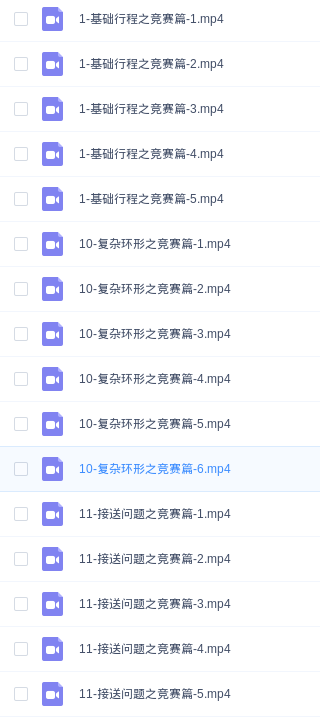 1-基础行程之竞赛篇-1.mp4
1-基础行程之竞赛篇-2.mp4
1-基础行程之竞赛篇-3.mp4
1-基础行程之竞赛篇-4.mp4
1-基础行程之竞赛篇-5.mp4
10-复杂环形之竞赛篇-1.mp4
10-复杂环形之竞赛篇-2.mp4
10-复杂环形之竞赛篇-3.mp4
10-复杂环形之竞赛篇-4.mp4
10-复杂环形之竞赛篇-5.mp4
10-复杂环形之竞赛篇-6.mp4
11-接送问题之竞赛篇-1.mp4
11-接送问题之竞赛篇-2.mp4
11-接送问题之竞赛篇-3.mp4
11-接送问题之竞赛篇-4.mp4
11-接送问题之竞赛篇-5.mp4